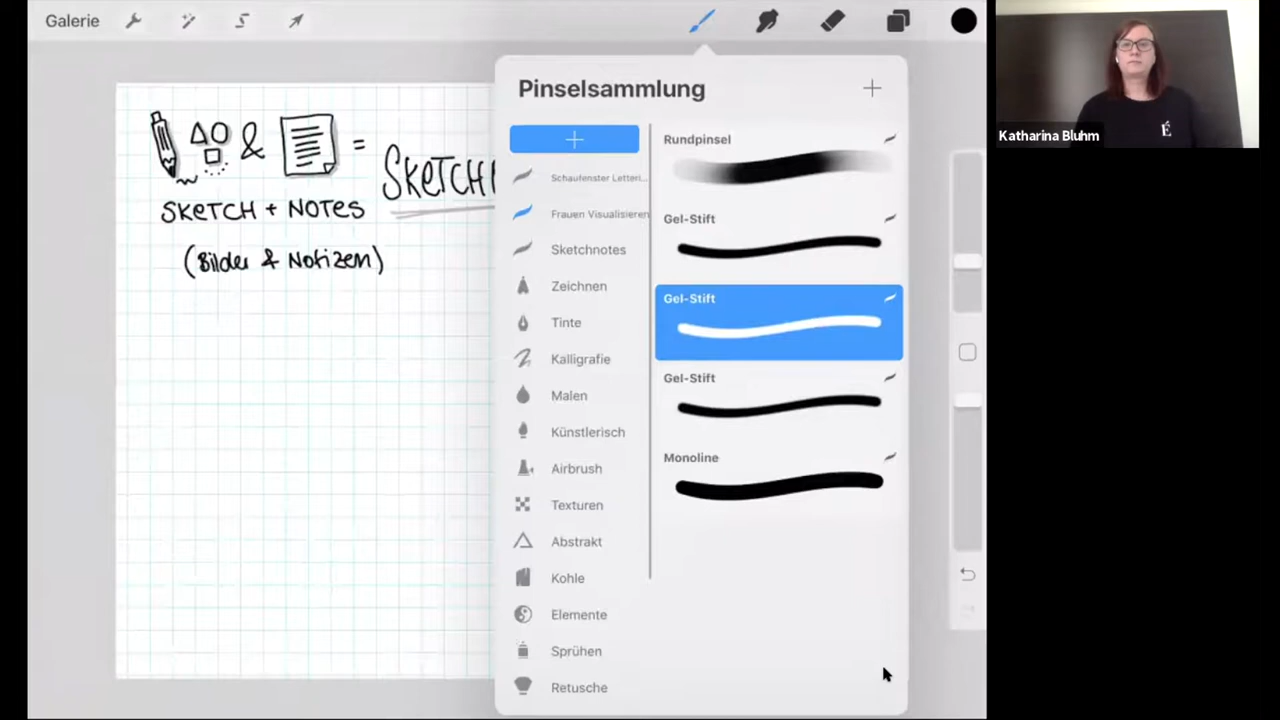 Galerie
Pinselsammlung
Schaufenster Letteri...
Frauen Visualisieren
Sketchnotes
Zeichnen
Tinte
Kalligrafie
Malen
Künstlerisch
Airbrush
Texturen
Abstrakt
Kohle
Elemente
Sprühen
Retusche
Rundpinsel
Gel-Stift
Gel-Stift
Gel-Stift
Monoline
& =
SKETCH
SKETCH + NOTES
(Bilder & Notizen)
Katharina Bluhm
É